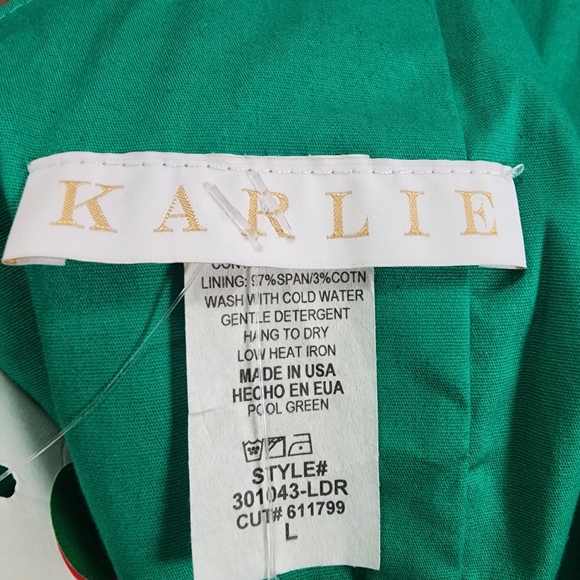 KARLIE
LINING: 97%SPAN/3%COTN
WASH WITH COLD WATER
GENTLE DETERGENT
HANG TO DRY
LOW HEAT IRON
MADE IN USA
HECHO EN EUA
POOL GREEN
STYLE#
301043-LDR
CUT# 611799
L